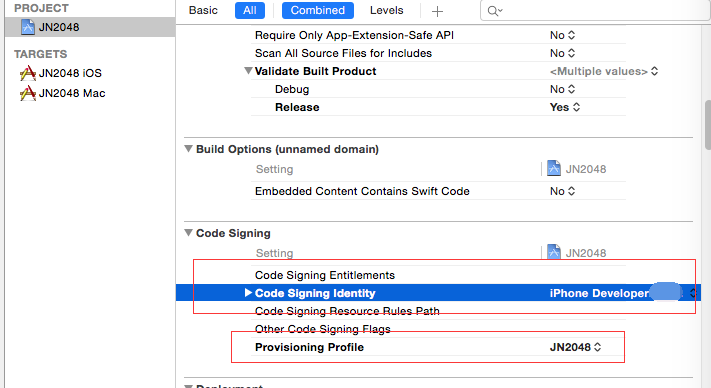 PROJECT
JN2048
TARGETS
JN2048 iOS
JN2048 Mac
Basic All Combined Levels +
Require Only App-Extension-Safe API No
Scan All Source Files for Includes No
Validate Built Product <Multiple values>
Debug No
Release Yes
Build Options (unnamed domain)
Setting JN2048
Embedded Content Contains Swift Code No
Code Signing
Setting JN2048
Code Signing Entitlements
Code Signing Identity iPhone Developer
Code Signing Resource Rules Path
Other Code Signing Flags
Provisioning Profile JN2048